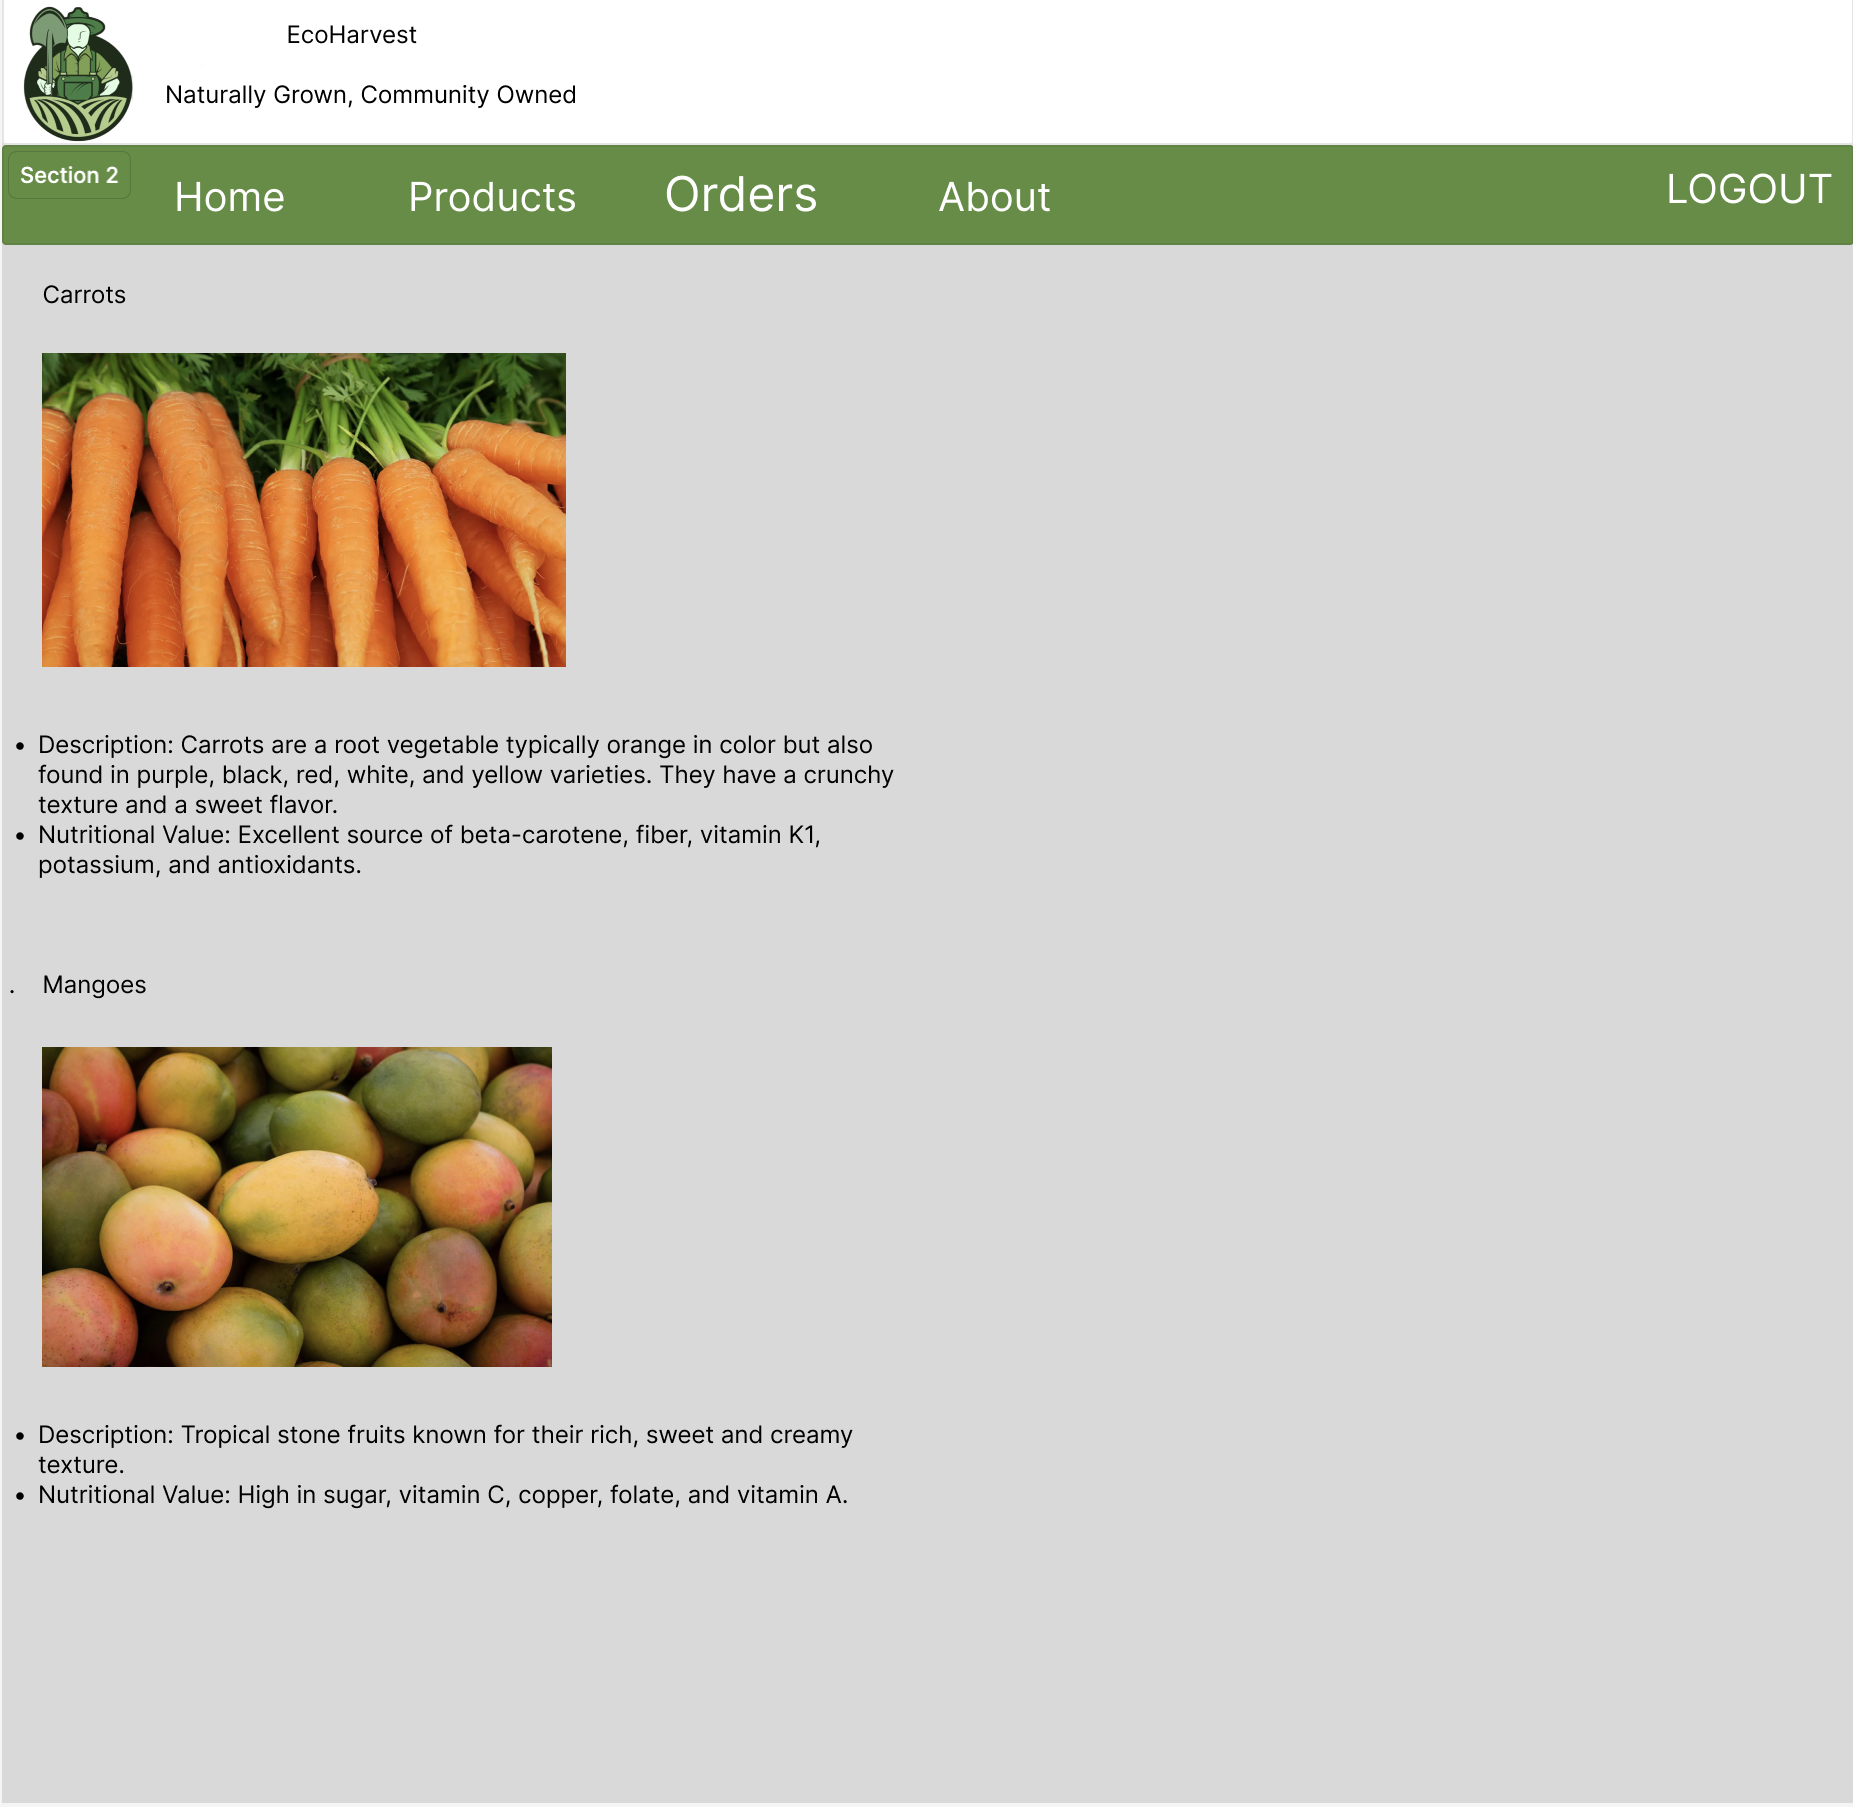 EcoHarvest
Naturally Grown, Community Owned
Section 2
Home Products Orders About LOGOUT
Carrots
• Description: Carrots are a root vegetable typically orange in color but also
found in purple, black, red, white, and yellow varieties. They have a crunchy
texture and a sweet flavor.
• Nutritional Value: Excellent source of beta-carotene, fiber, vitamin K1,
potassium, and antioxidants.
. Mangoes
• Description: Tropical stone fruits known for their rich, sweet and creamy
texture.
• Nutritional Value: High in sugar, vitamin C, copper, folate, and vitamin A.